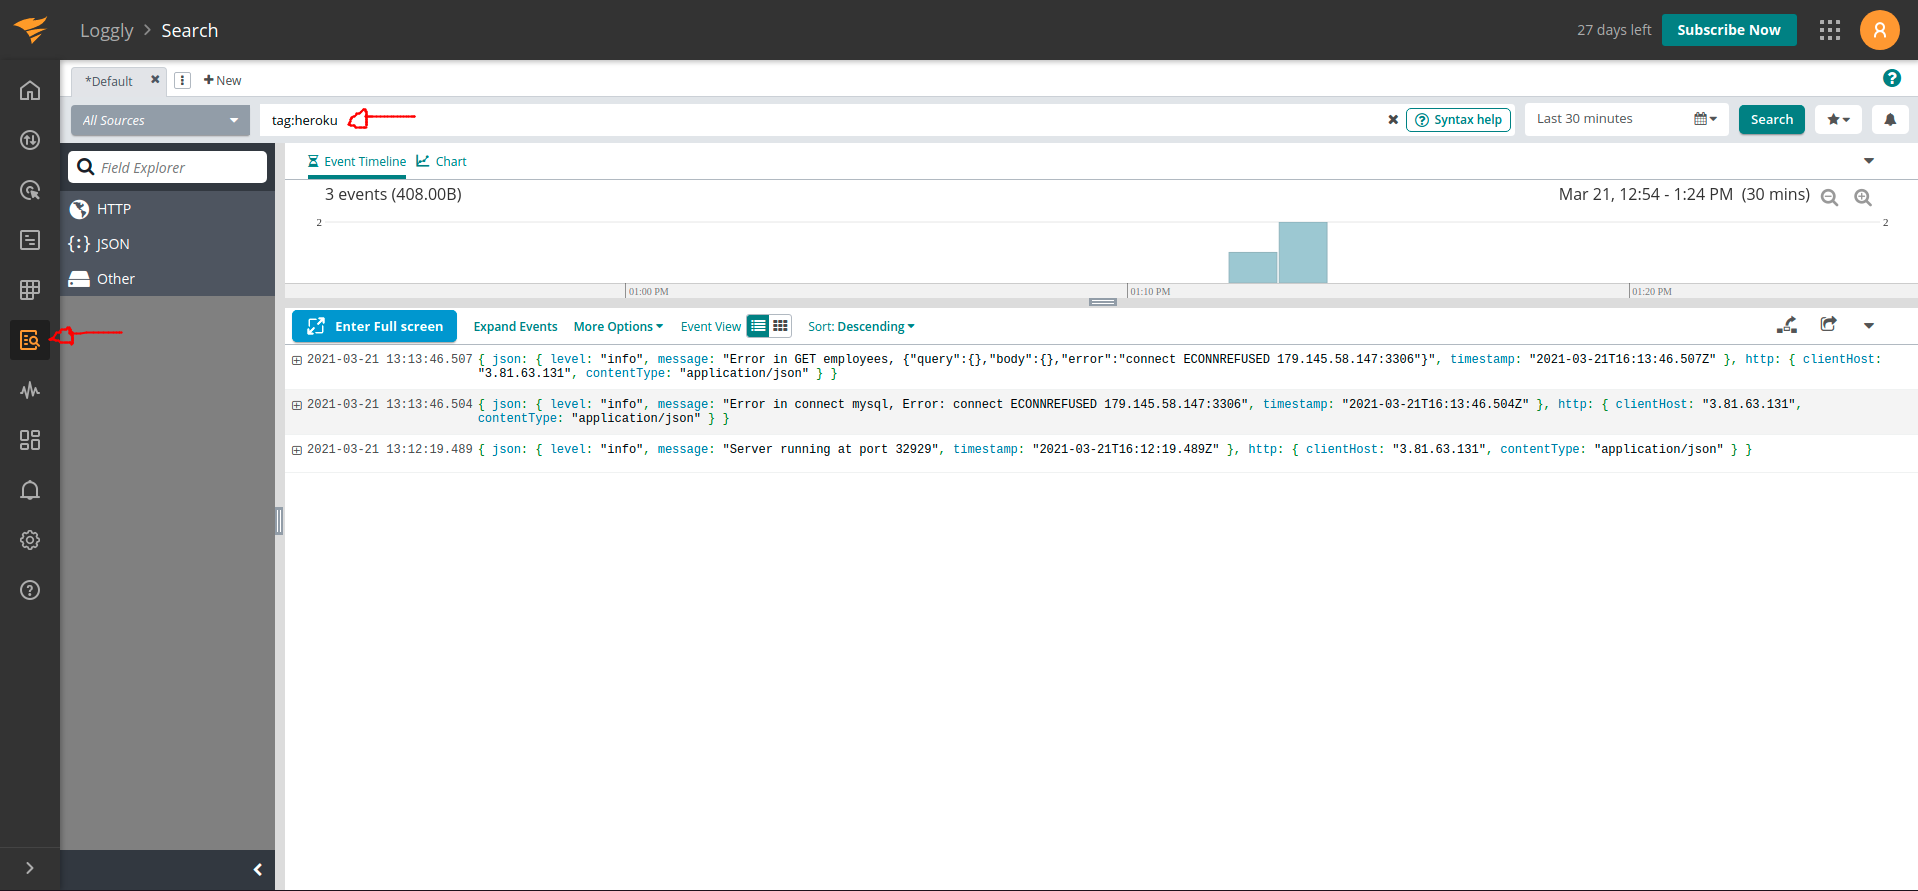 Loggly > Search
27 days left
Subscribe Now
*Default
New
All Sources
tag:heroku
Syntax help
Last 30 minutes
Search
Field Explorer
HTTP
JSON
Other
Event Timeline
Chart
3 events (408.00B)
Mar 21, 12:54 - 1:24 PM (30 mins)
2
2
01:00 PM
01:10 PM
01:20 PM
Enter Full screen
Expand Events
More Options
Event View
Sort: Descending
2021-03-21 13:13:46.507 { json: { level: "info", message: "Error in GET employees, {"query":{},"body":{},"error":"connect ECONNREFUSED 179.145.58.147:3306"}", timestamp: "2021-03-21T16:13:46.507Z" }, http: { clientHost:
"3.81.63.131", contentType: "application/json" } }
2021-03-21 13:13:46.504 { json: { level: "info", message: "Error in connect mysql, Error: connect ECONNREFUSED 179.145.58.147:3306", timestamp: "2021-03-21T16:13:46.504Z" }, http: { clientHost: "3.81.63.131",
contentType: "application/json" } }
2021-03-21 13:12:19.489 { json: { level: "info", message: "Server running at port 32929", timestamp: "2021-03-21T16:12:19.489Z" }, http: { clientHost: "3.81.63.131", contentType: "application/json" } }